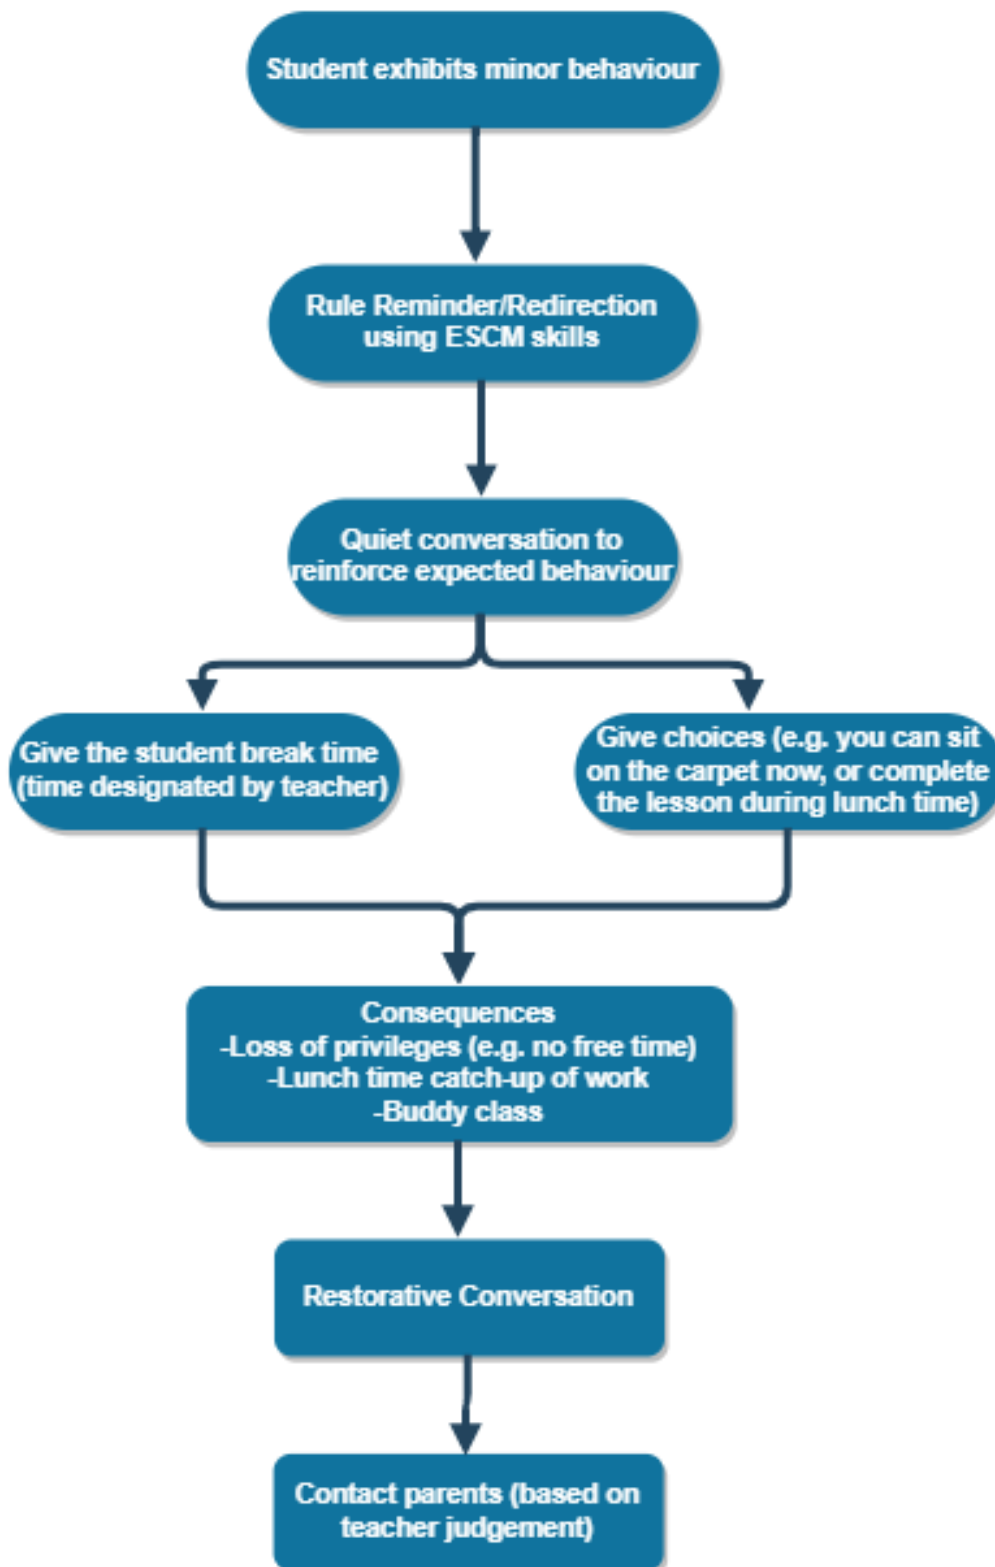 Student exhibits minor behaviour
Rule Reminder/Redirection
using ESCM skills
Quiet conversation to
reinforce expected behaviour
Give the student break time
(time designated by teacher)
Give choices (e.g. you can sit
on the carpet now, or complete
the lesson during lunch time)
Consequences
-Loss of privileges (e.g. no free time)
-Lunch time catch-up of work
-Buddy class
Restorative Conversation
Contact parents (based on
teacher judgement)